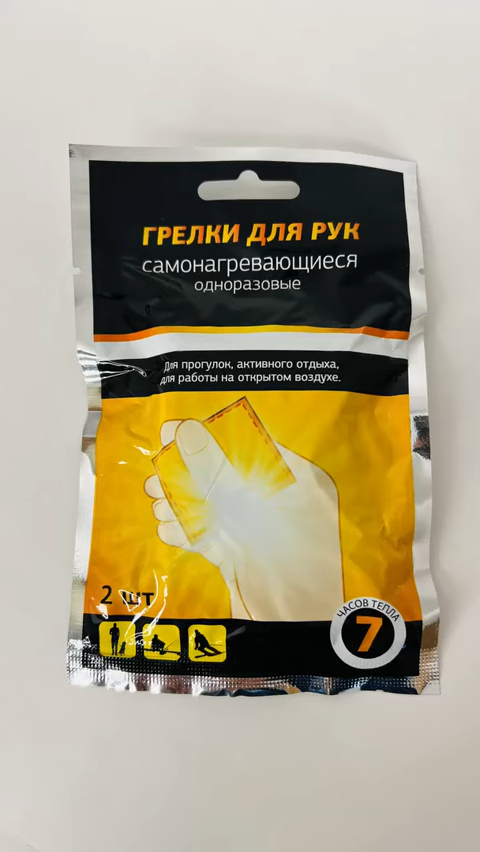 ГРЕЛКИ ДЛЯ РУК
самонагревающиеся
одноразовые
Для прогулок, активного отдыха,
для работы на открытом воздухе.
2 шт
ЧАСОВ ТЕПЛА
7